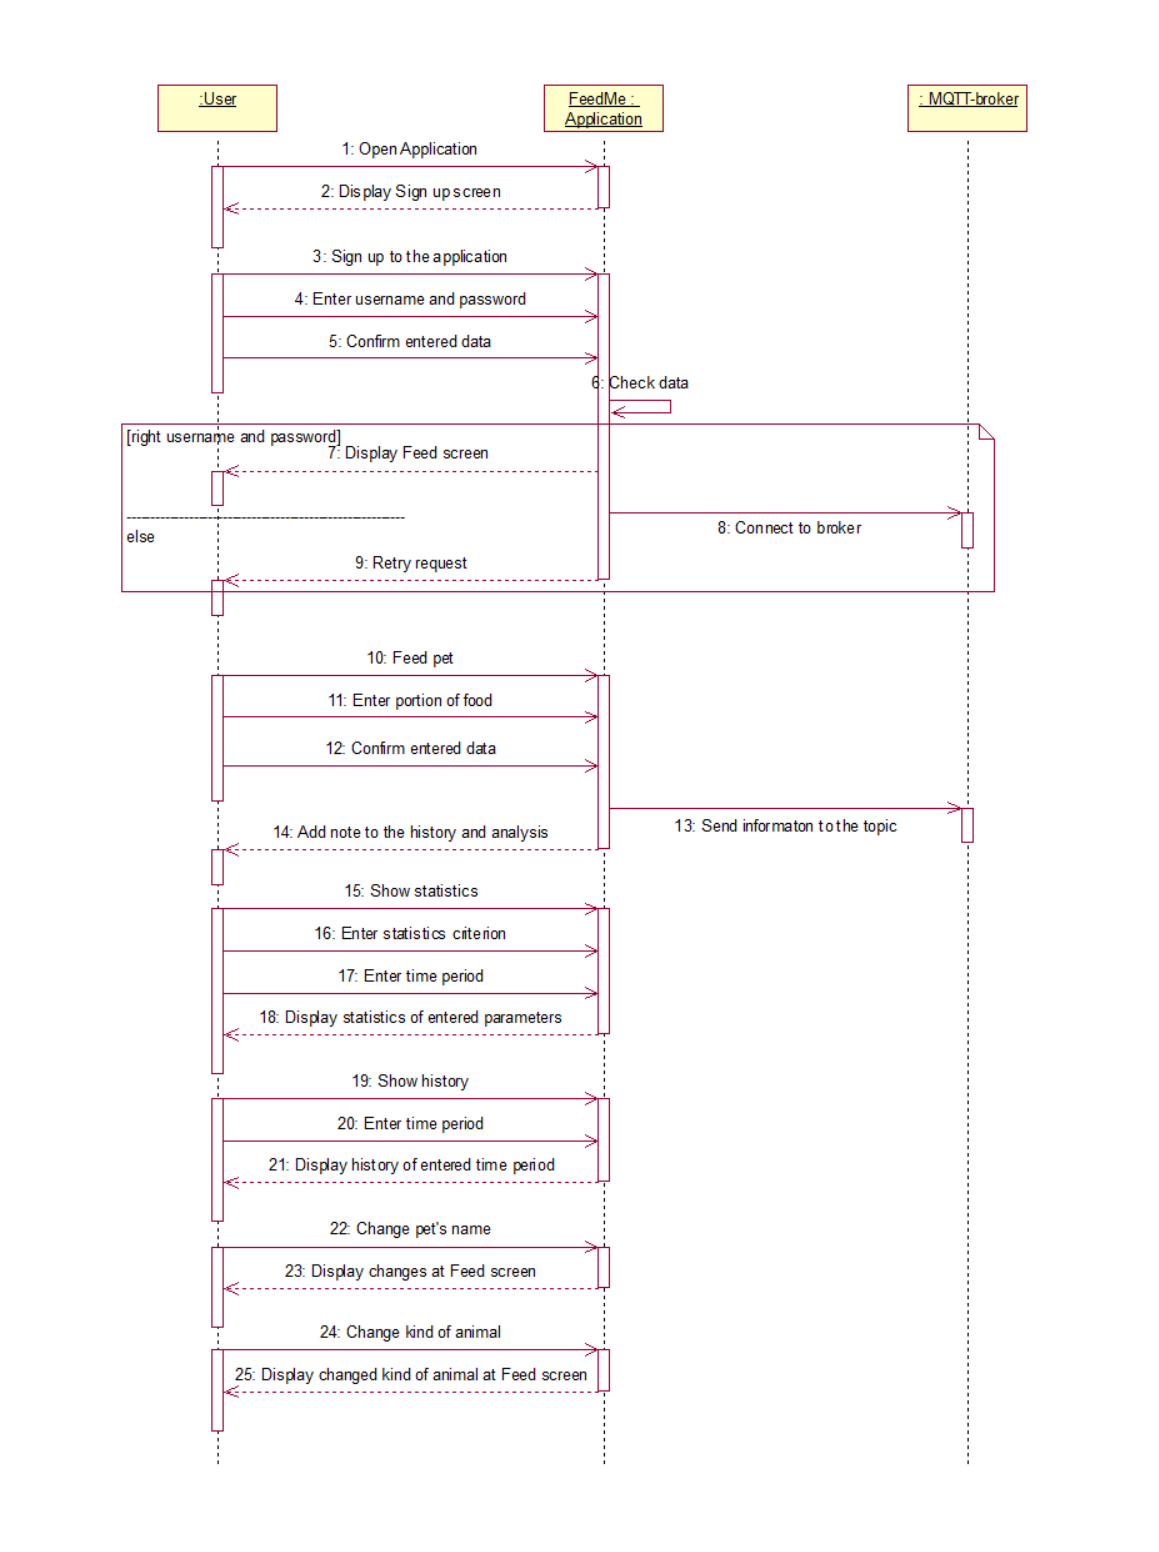 :User
FeedMe :
Application
: MQTT-broker
1: Open Application
2: Display Sign up screen
3: Sign up to the application
4: Enter username and password
5: Confirm entered data
6: Check data
[right username and password]
7: Display Feed screen
8: Connect to broker
else
9: Retry request
10: Feed pet
11: Enter portion of food
12: Confirm entered data
13: Send informaton to the topic
14: Add note to the history and analysis
15: Show statistics
16: Enter statistics criterion
17: Enter time period
18: Display statistics of entered parameters
19: Show history
20: Enter time period
21: Display history of entered time period
22: Change pet's name
23: Display changes at Feed screen
24: Change kind of animal
25: Display changed kind of animal at Feed screen